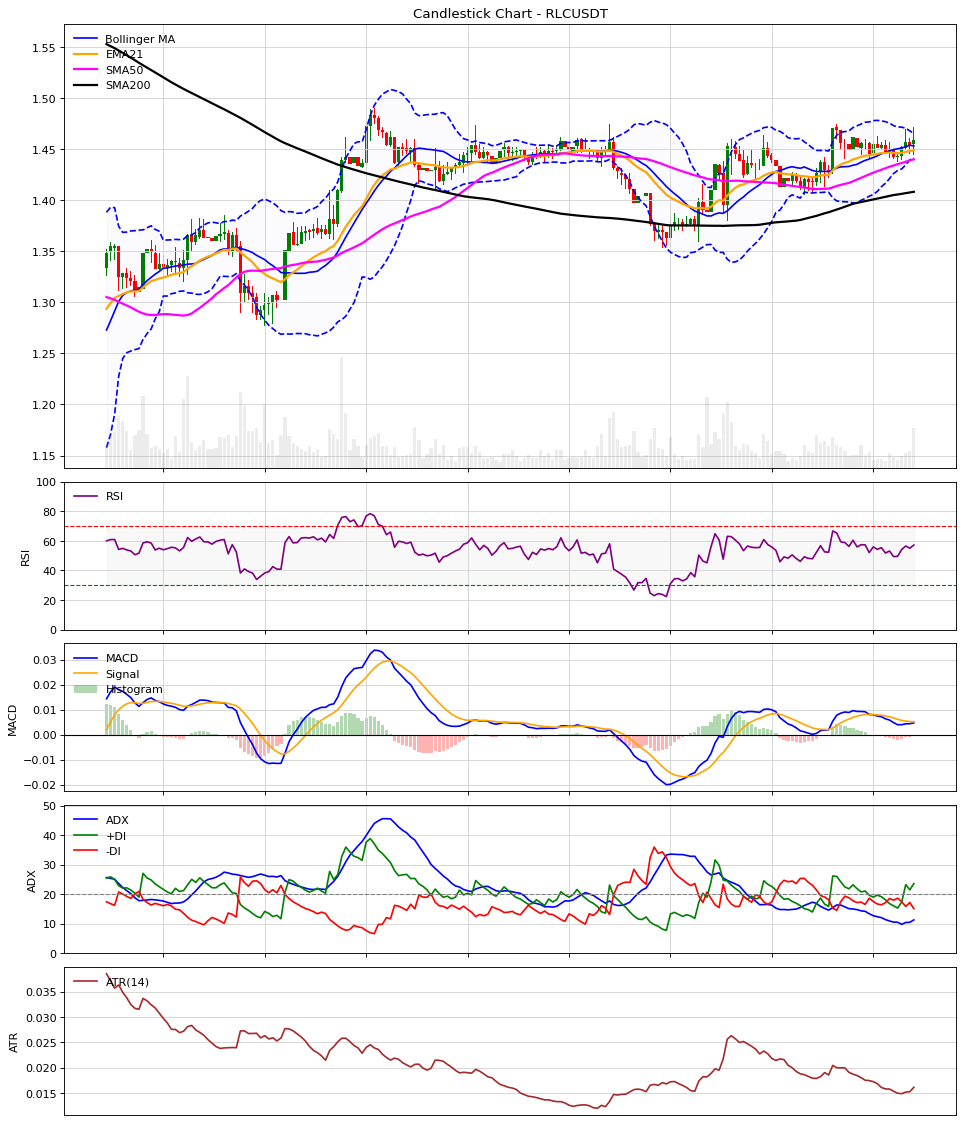 Candlestick Chart - RLCUSDT
Bollinger MA
EMA21
SMA50
SMA200
1.55
1.50
1.45
1.40
1.35
1.30
1.25
1.20
1.15
RSI
RSI
100
80
60
40
20
0
MACD
Signal
Histogram
MACD
0.03
0.02
0.01
0.00
−0.01
−0.02
ADX
+DI
-DI
ADX
50
40
30
20
10
0
ATR(14)
ATR
0.035
0.030
0.025
0.020
0.015